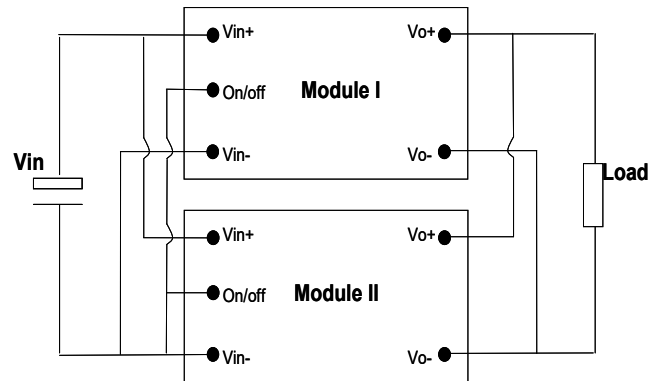 Vin+
Vo+
On/off
Module I
Vin-
Vo-
Vin
Load
Vin+
Vo+
On/off
Module II
Vin-
Vo-